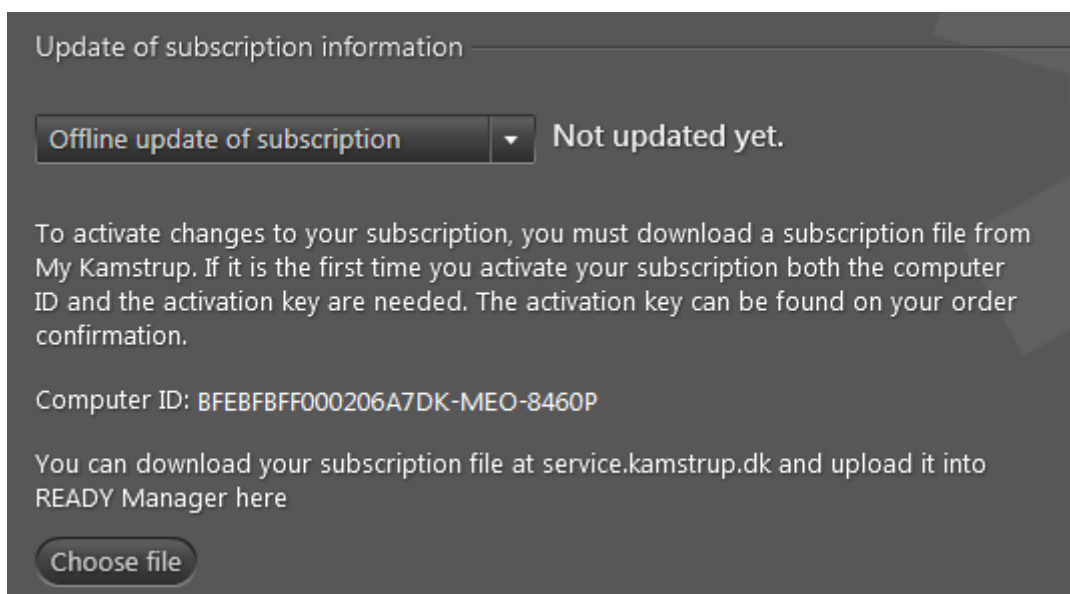 Update of subscription information
Offline update of subscription
Not updated yet.
To activate changes to your subscription, you must download a subscription file from
My Kamstrup. If it is the first time you activate your subscription both the computer
ID and the activation key are needed. The activation key can be found on your order
confirmation.
Computer ID: BFEBFBFF000206A7DK-MEO-8460P
You can download your subscription file at service.kamstrup.dk and upload it into
READY Manager here
Choose file